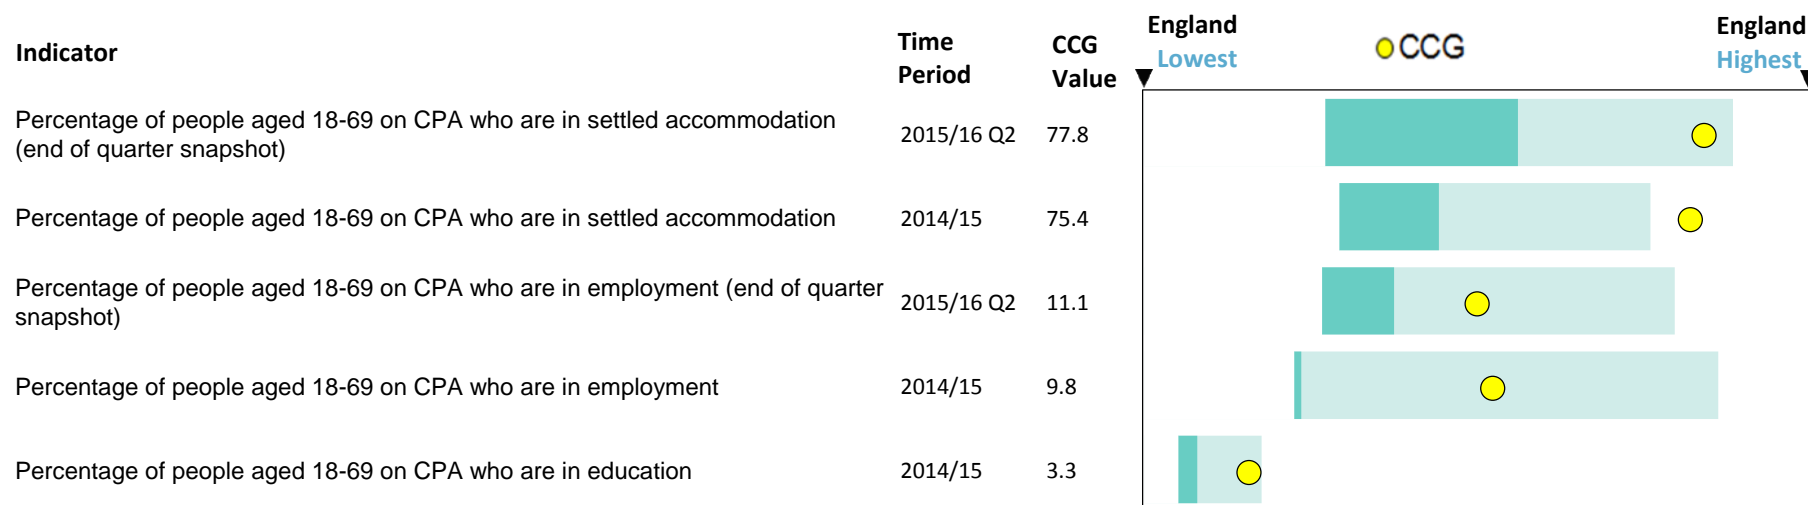 Indicator
Time
Period
CCG
Value
England
Lowest
CCG
England
Highest
Percentage of people aged 18-69 on CPA who are in settled accommodation
(end of quarter snapshot)
2015/16 Q2
77.8
Percentage of people aged 18-69 on CPA who are in settled accommodation
2014/15
75.4
Percentage of people aged 18-69 on CPA who are in employment (end of quarter
snapshot)
2015/16 Q2
11.1
Percentage of people aged 18-69 on CPA who are in employment
2014/15
9.8
Percentage of people aged 18-69 on CPA who are in education
2014/15
3.3